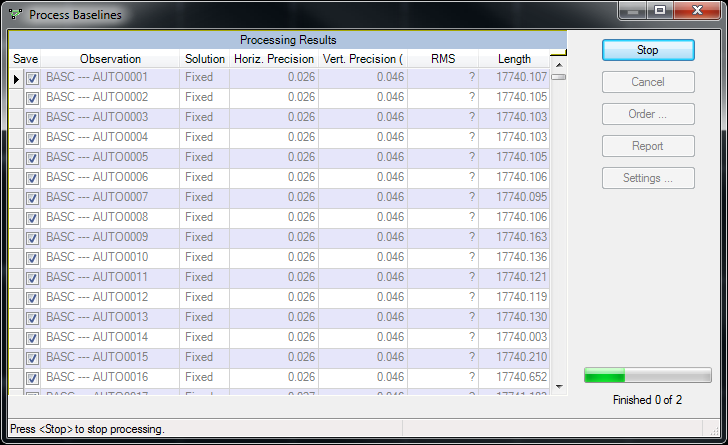 Process Baselines
Processing Results
Save Observation Solution Horiz. Precision Vert. Precision ( RMS Length
BASC --- AUTO0001 Fixed 0.026 0.046 ? 17740.107
BASC --- AUTO0002 Fixed 0.026 0.046 ? 17740.105
BASC --- AUTO0003 Fixed 0.026 0.046 ? 17740.103
BASC --- AUTO0004 Fixed 0.026 0.046 ? 17740.103
BASC --- AUTO0005 Fixed 0.026 0.046 ? 17740.105
BASC --- AUTO0006 Fixed 0.026 0.046 ? 17740.106
BASC --- AUTO0007 Fixed 0.026 0.046 ? 17740.095
BASC --- AUTO0008 Fixed 0.026 0.046 ? 17740.106
BASC --- AUTO0009 Fixed 0.026 0.046 ? 17740.163
BASC --- AUTO0010 Fixed 0.026 0.046 ? 17740.136
BASC --- AUTO0011 Fixed 0.026 0.046 ? 17740.121
BASC --- AUTO0012 Fixed 0.026 0.046 ? 17740.119
BASC --- AUTO0013 Fixed 0.026 0.046 ? 17740.130
BASC --- AUTO0014 Fixed 0.026 0.046 ? 17740.003
BASC --- AUTO0015 Fixed 0.026 0.046 ? 17740.210
BASC --- AUTO0016 Fixed 0.026 0.046 ? 17740.652
Stop
Cancel
Order ...
Report
Settings ...
Finished 0 of 2
Press <Stop> to stop processing.